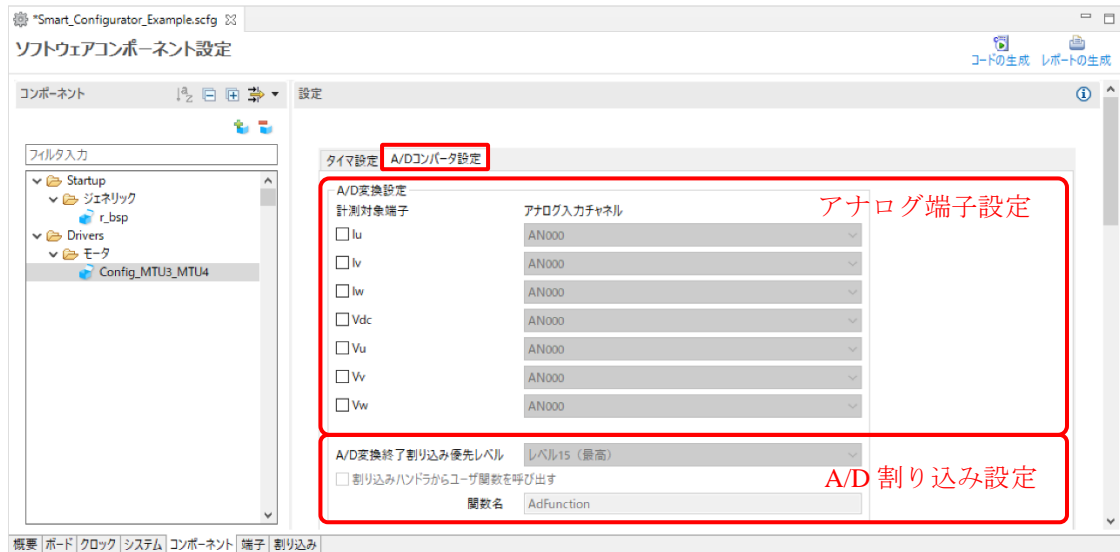 *Smart_Configurator_Example.scfg
ソフトウェアコンポーネント設定
コードの生成 レポートの生成
コンポーネント
設定
フィルタ入力
Startup
ジェネリック
r_bsp
Drivers
モータ
Config_MTU3_MTU4
タイマ設定 A/Dコンバータ設定
A/D変換設定
アナログ端子設定
計測対象端子 アナログ入力チャネル
Iu AN000
Iv AN000
Iw AN000
Vdc AN000
Vu AN000
Vv AN000
Vw AN000
A/D変換終了割り込み優先レベル レベル15（最高）
割り込みハンドラからユーザ関数を呼び出す
A/D 割り込み設定
関数名 AdFunction
概要 ボード クロック システム コンポーネント 端子 割り込み